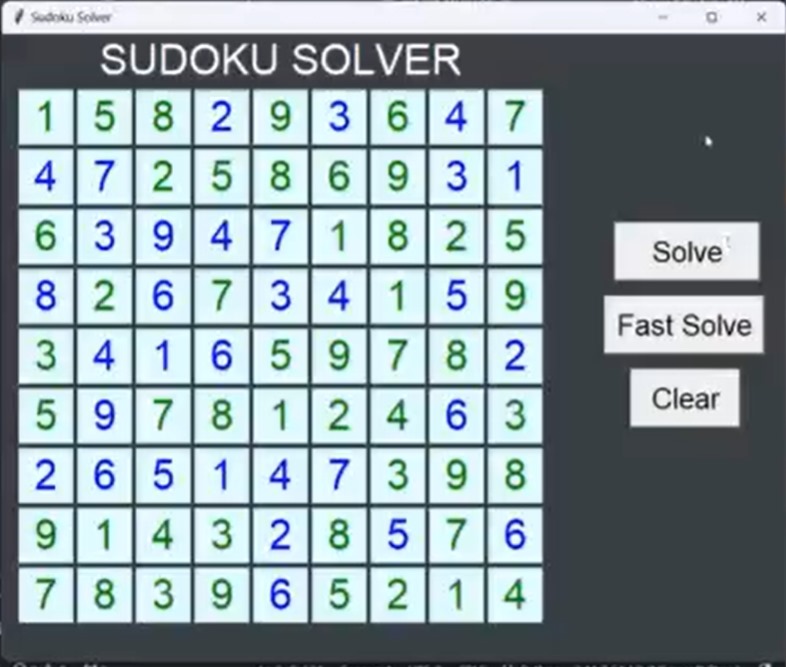 Sudoku Solver
SUDOKU SOLVER
1 5 8 2 9 3 6 4 7
4 7 2 5 8 6 9 3 1
6 3 9 4 7 1 8 2 5
8 2 6 7 3 4 1 5 9
3 4 1 6 5 9 7 8 2
5 9 7 8 1 2 4 6 3
2 6 5 1 4 7 3 9 8
9 1 4 3 2 8 5 7 6
7 8 3 9 6 5 2 1 4
Solve
Fast Solve
Clear